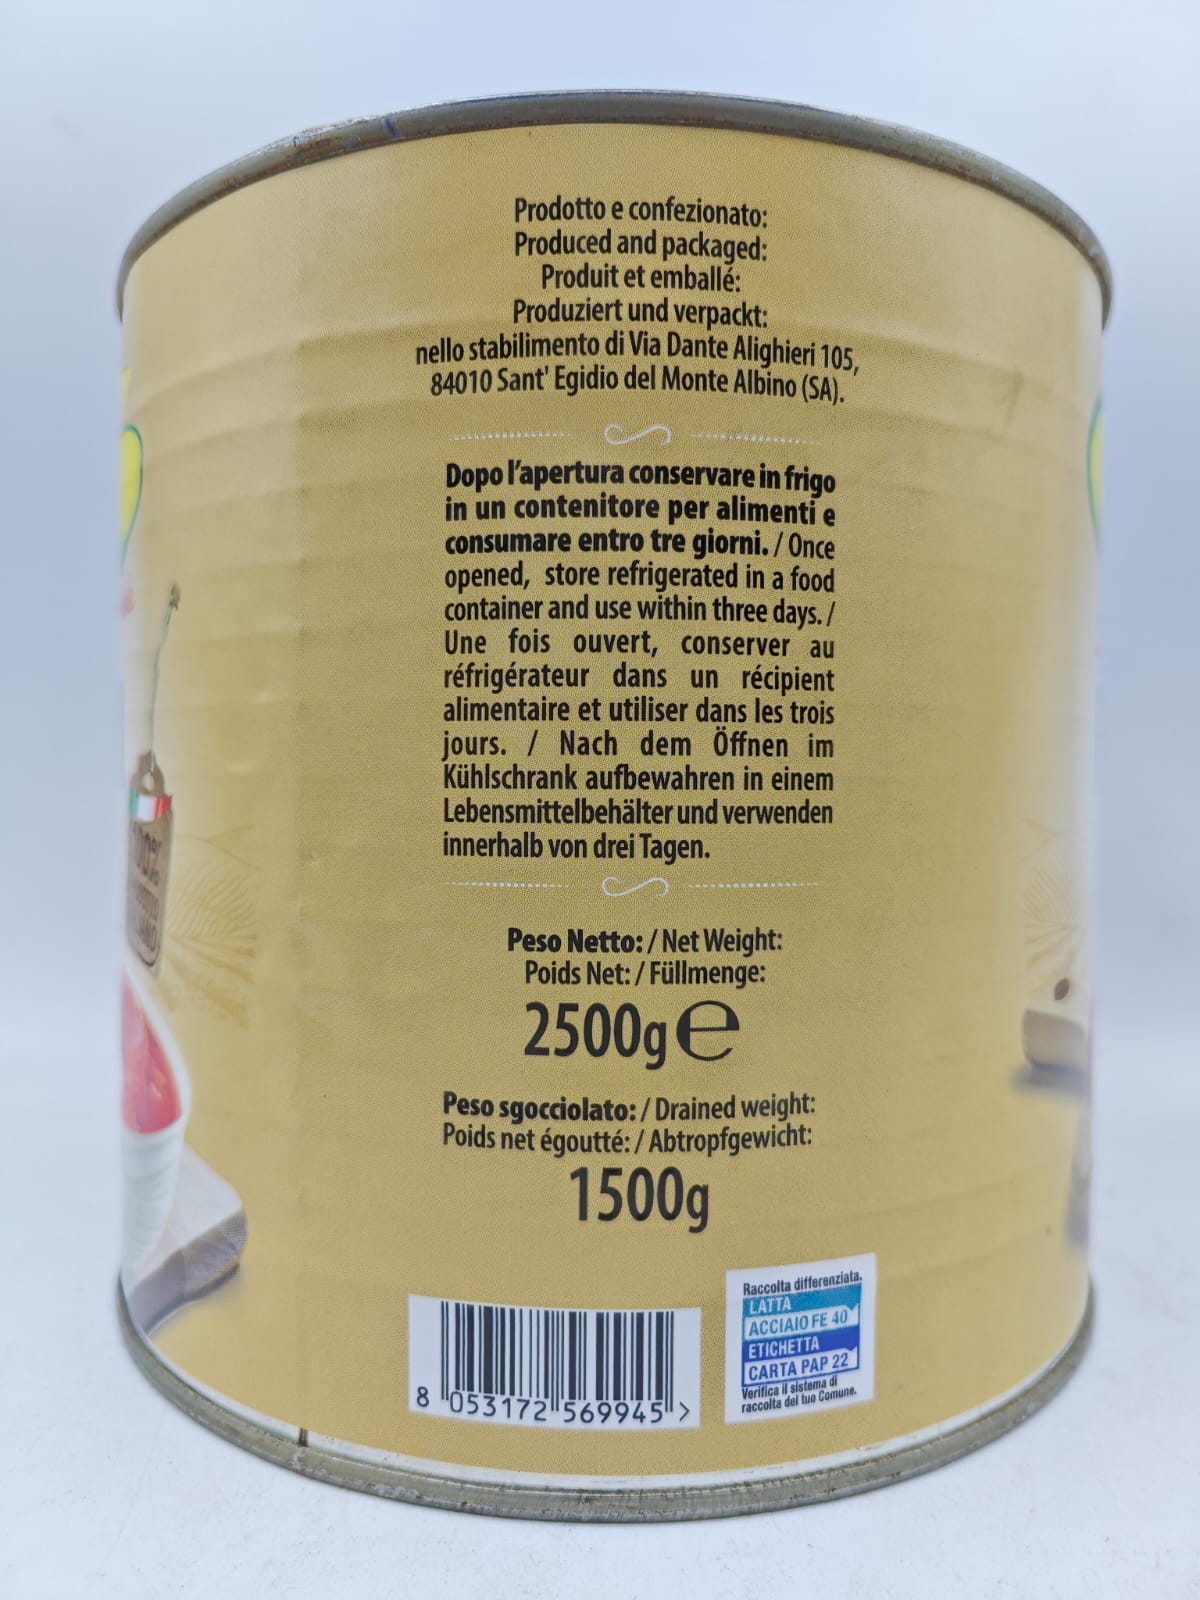 Prodotto e confezionato:
Produced and packaged:
Produit et emballé:
Produziert und verpackt:
nello stabilimento di Via Dante Alighieri 105,
84010 Sant' Egidio del Monte Albino (SA).
Dopo l'apertura conservare in frigo
in un contenitore per alimenti e
consumare entro tre giorni. / Once
opened, store refrigerated in a food
container and use within three days. /
Une fois ouvert, conserver au
réfrigérateur dans un récipient
alimentaire et utiliser dans les trois
jours. / Nach dem Öffnen im
Kühlschrank aufbewahren in einem
Lebensmittelbehälter und verwenden
innerhalb von drei Tagen.
100%
Peso Netto: / Net Weight:
Poids Net: / Füllmenge:
2500g ℮
Peso sgocciolato: / Drained weight:
Poids net égoutté: / Abtropfgewicht:
1500g
8 053172 569945 >
Raccolta differenziata.
LATTA
ACCIAIO FE 40
ETICHETTA
CARTA PAP 22
Verifica il sistema di
raccolta del tuo Comune.